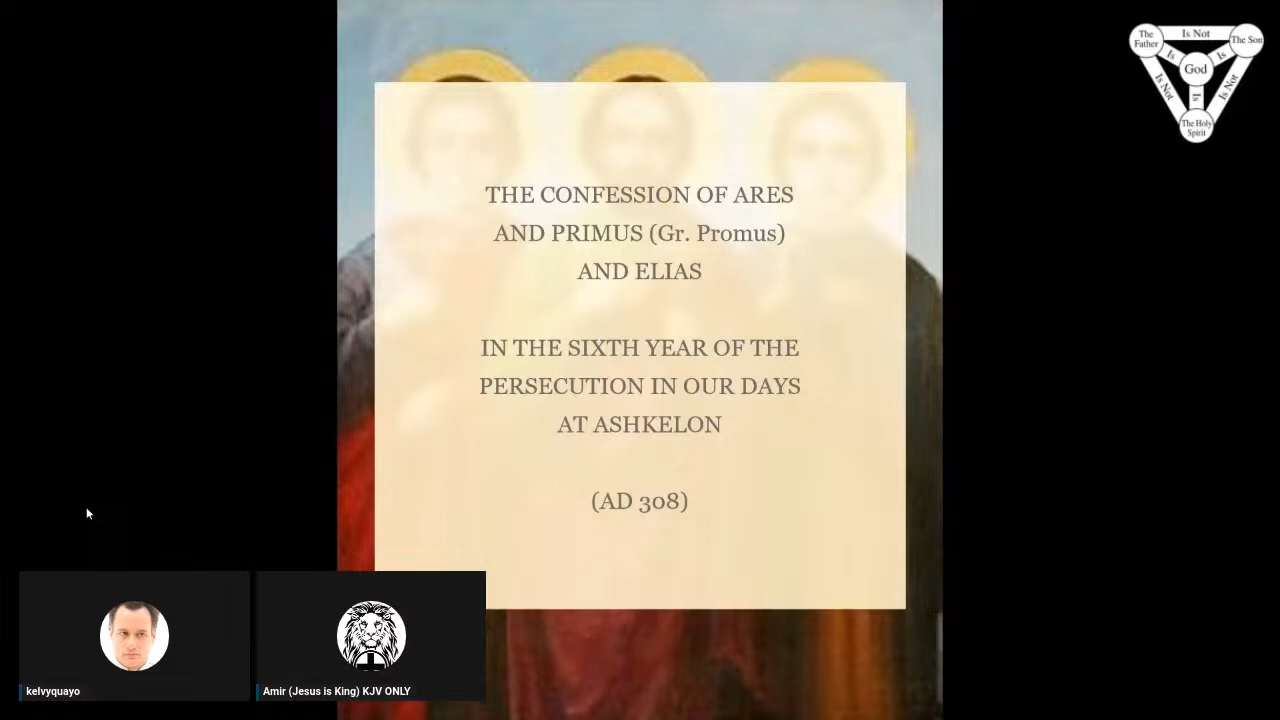 THE CONFESSION OF ARES
AND PRIMUS (Gr. Promus)
AND ELIAS
IN THE SIXTH YEAR OF THE
PERSECUTION IN OUR DAYS
AT ASHKELON
(AD 308)
The Father
Is Not
The Son
Is
Is
God
Is Not
Is
Is Not
The Holy Spirit
kelvyquayo
Amir (Jesus is King) KJV ONLY